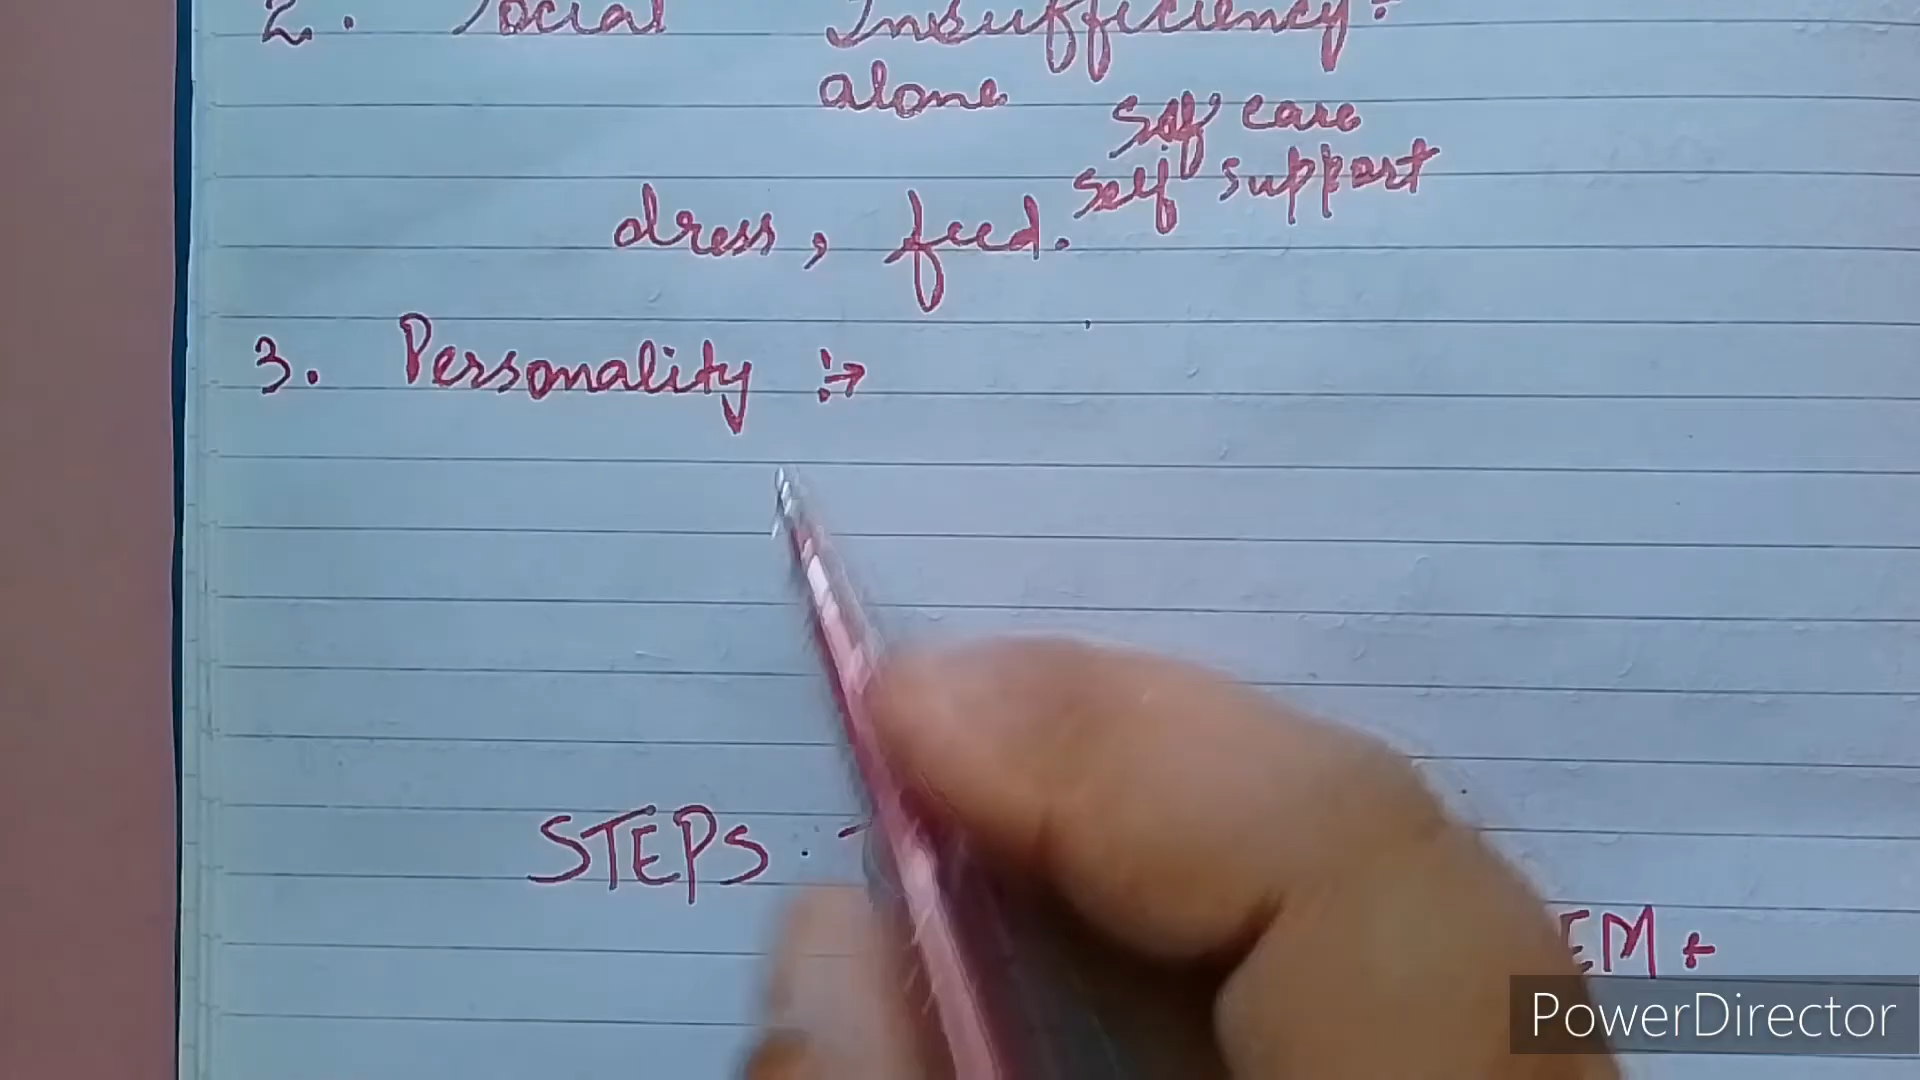 2. Social Insufficiency:
alone
Self care
self support
dress, feed.
3. Personality :→
STEPS
EM
PowerDirector